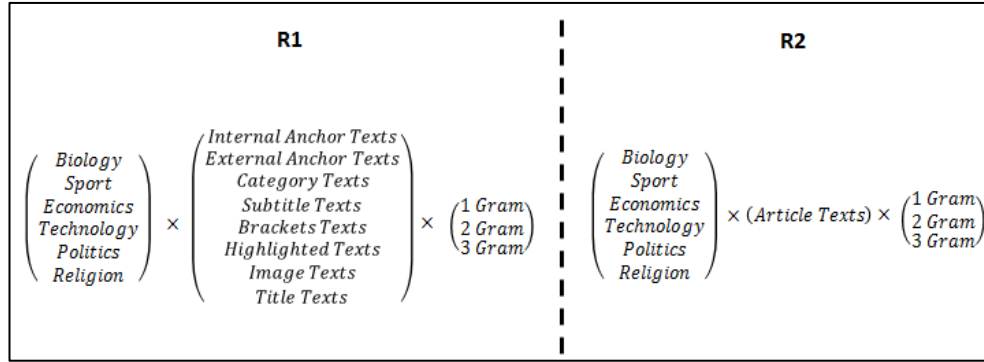 R1
Biology
Sport
Economics
Technology
Politics
Religion
×
Internal Anchor Texts
External Anchor Texts
Category Texts
Subtitle Texts
Brackets Texts
Highlighted Texts
Image Texts
Title Texts
×
1 Gram
2 Gram
3 Gram
R2
Biology
Sport
Economics
Technology
Politics
Religion
× (Article Texts) ×
1 Gram
2 Gram
3 Gram